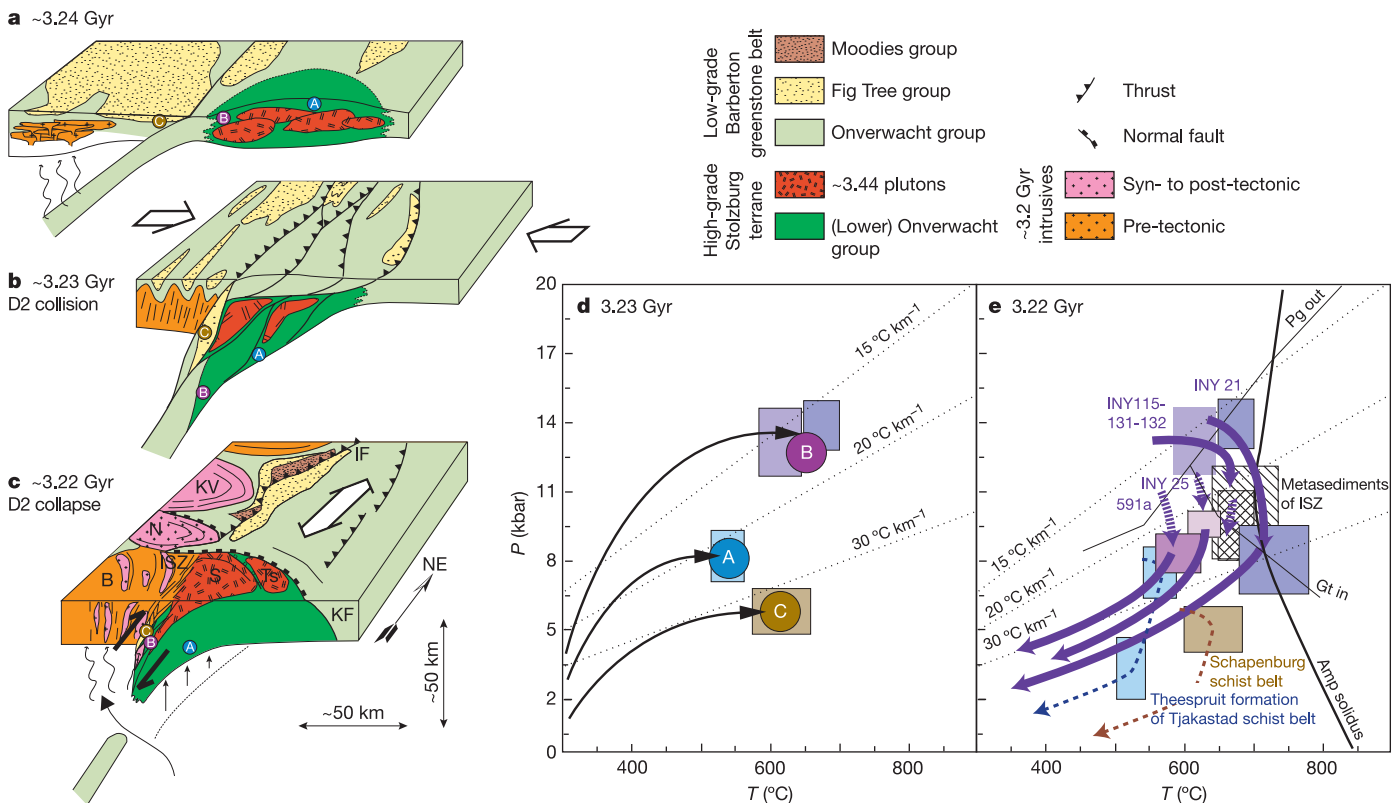 a ~3.24 Gyr
C
B
A
b ~3.23 Gyr
D2 collision
C
A
B
c ~3.22 Gyr
D2 collapse
KV
IF
N
ISZ
B
S
Ts
KF
C
B
A
NE
~50 km
~50 km
Low-grade
Barberton
greenstone belt
Moodies group
Fig Tree group
Onverwacht group
High-grade
Stolzburg
terrane
~3.44 plutons
(Lower) Onverwacht
group
Thrust
Normal fault
~3.2 Gyr
intrusives
Syn- to post-tectonic
Pre-tectonic
d 3.23 Gyr
P (kbar)
20
17
14
11
8
5
2
0
15 °C km⁻¹
20 °C km⁻¹
30 °C km⁻¹
B
A
C
400
600
800
T (°C)
e 3.22 Gyr
Pg out
INY 21
INY115-
131-132
INY 25
591a
Metasediments
of ISZ
15 °C km⁻¹
20 °C km⁻¹
30 °C km⁻¹
Gt in
Schapenburg
schist belt
Theespruit formation
of Tjakastad schist belt
Amp solidus
400
600
800
T (°C)